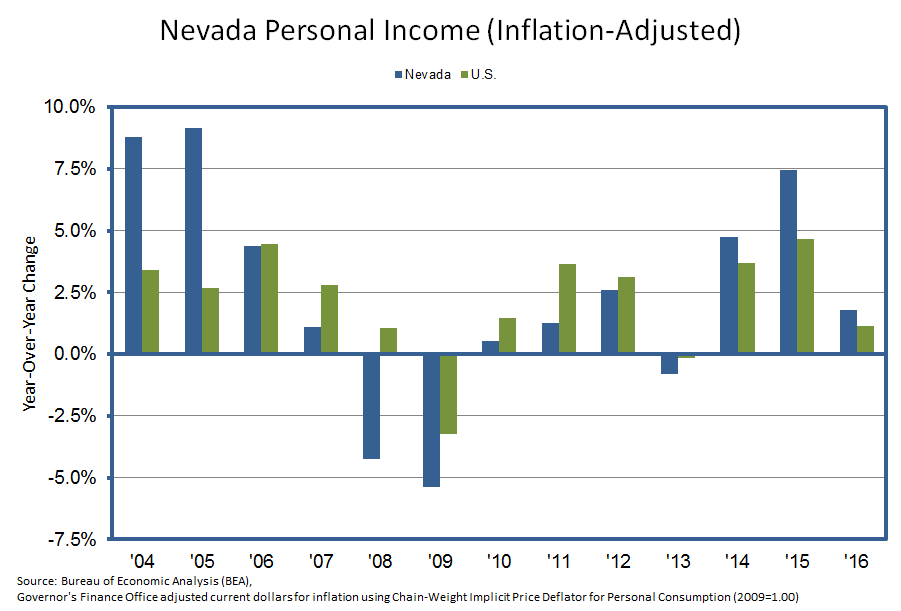 Nevada Personal Income (Inflation-Adjusted)
Nevada U.S.
Year-Over-Year Change
10.0%
7.5%
5.0%
2.5%
0.0%
-2.5%
-5.0%
-7.5%
'04 '05 '06 '07 '08 '09 '10 '11 '12 '13 '14 '15 '16
Source: Bureau of Economic Analysis (BEA),
Governor's Finance Office adjusted current dollars for inflation using Chain-Weight Implicit Price Deflator for Personal Consumption (2009=1.00)